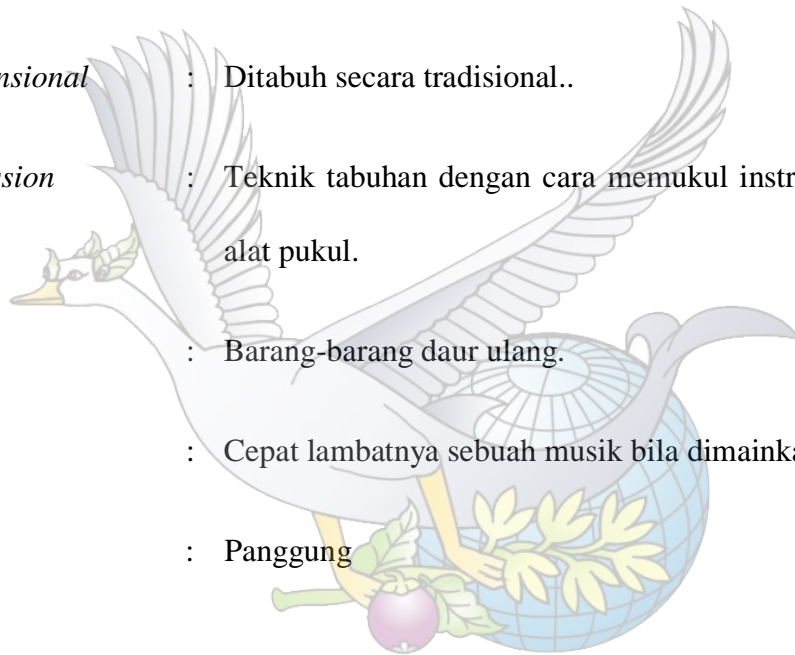 nsional : Ditabuh secara tradisional..
sion : Teknik tabuhan dengan cara memukul instr
alat pukul.
: Barang-barang daur ulang.
: Cepat lambatnya sebuah musik bila dimainka
: Panggung